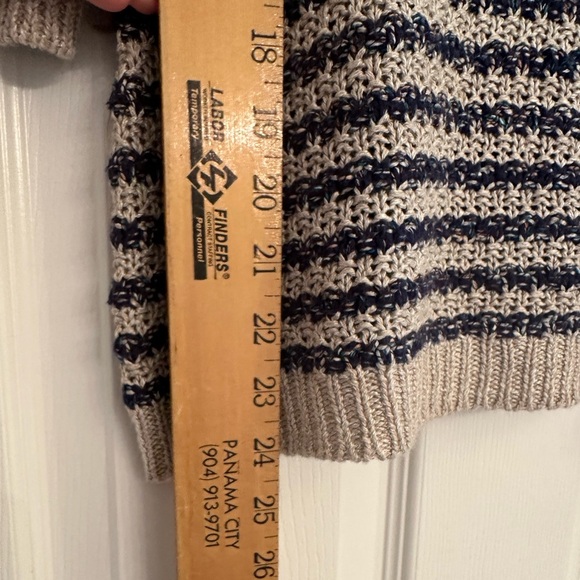 18
19
20
21
22
23
24
25
26
LABOR
Temporary
FINDERS®
Personnel
PANAMA CITY
(904) 913-9701